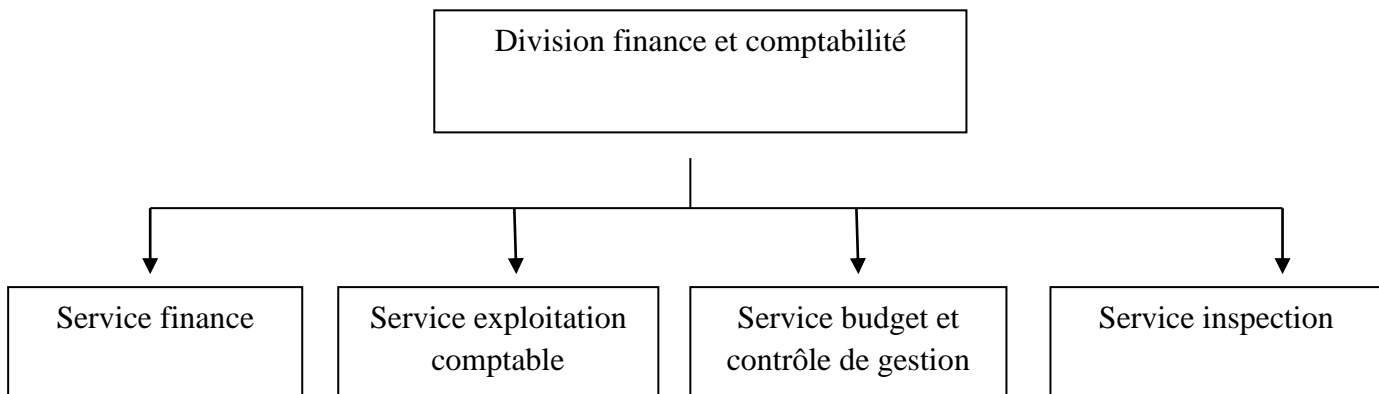 Division finance et comptabilité
Service finance
Service exploitation
comptable
Service budget et
contrôle de gestion
Service inspection